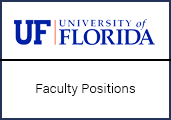 UF UNIVERSITY of
FLORIDA
Faculty Positions